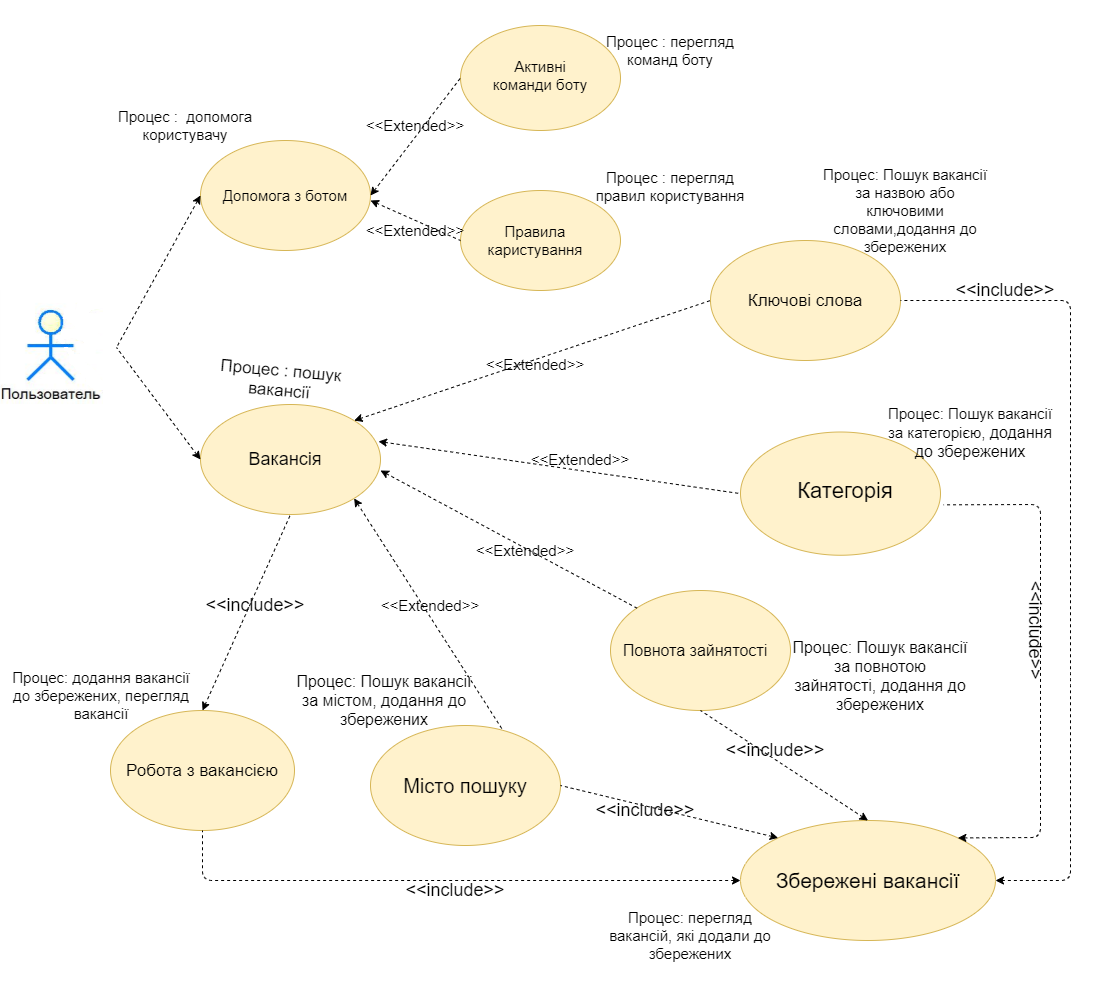 Процес : перегляд
команд боту
Активні
команди боту
<<Extended>>
Процес :  допомога
користувачу
Допомога з ботом
Процес : перегляд
правил користування
<<Extended>>
Правила
каристування
Процес: Пошук вакансії
за назвою або
ключовими
словами,додання до
збережених
Ключові слова
<<include>>
Пользователь
Процес : пошук
вакансії
<<Extended>>
Вакансія
<<Extended>>
Процес: Пошук вакансії
за категорією, додання
до збережених
Категорія
<<Extended>>
<<include>>
<<include>>
<<Extended>>
Повнота зайнятості
Процес: Пошук вакансії
за повнотою
зайнятості, додання до
збережених
Процес: додання вакансії
до збережених, перегляд
вакансії
Процес: Пошук вакансії
за містом, додання до
збережених
<<include>>
Робота з вакансією
Місто пошуку
<<include>>
Збережені вакансії
<<include>>
Процес: перегляд
вакансій, які додали до
збережених